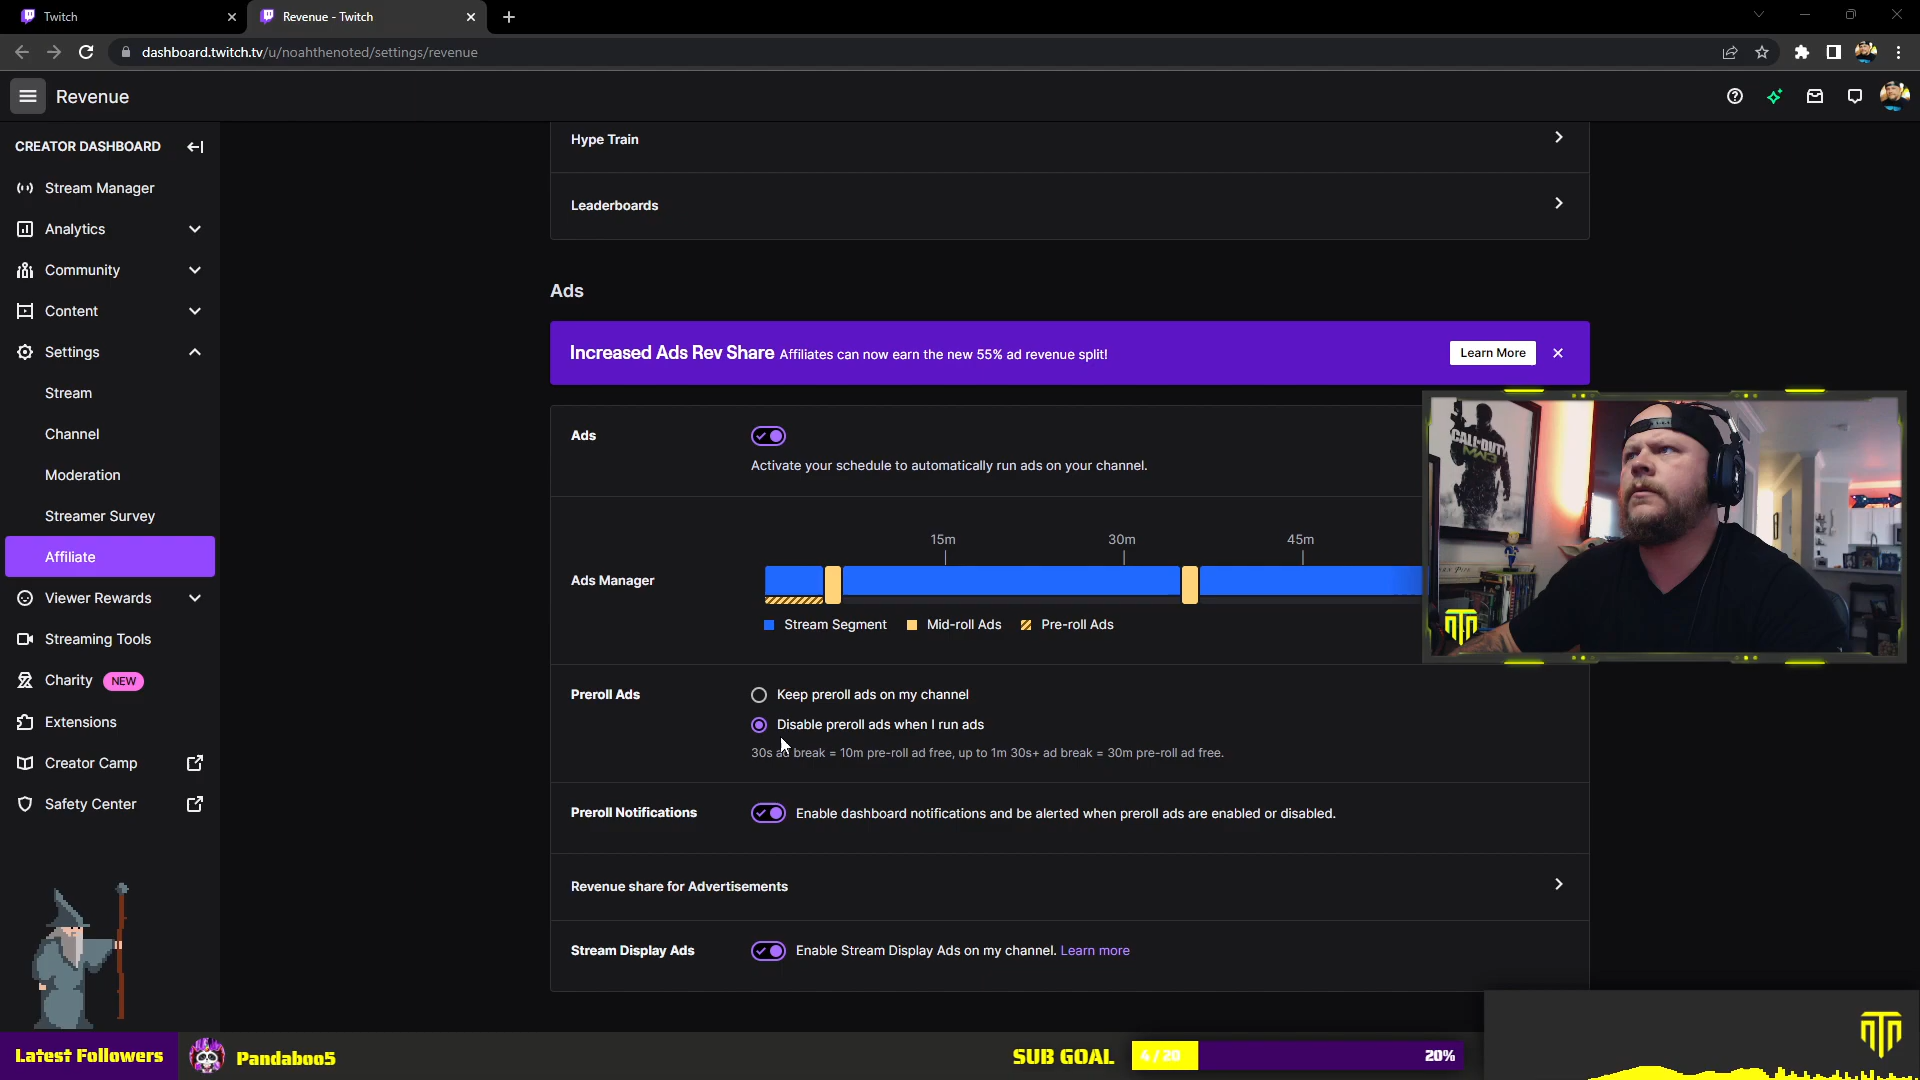 Twitch
Revenue - Twitch
dashboard.twitch.tv/u/noahthenoted/settings/revenue
Revenue
CREATOR DASHBOARD
Stream Manager
Analytics
Community
Content
Settings
Stream
Channel
Moderation
Streamer Survey
Affiliate
Viewer Rewards
Streaming Tools
Charity NEW
Extensions
Creator Camp
Safety Center
Hype Train
Leaderboards
Ads
Increased Ads Rev Share Affiliates can now earn the new 55% ad revenue split!
Learn More
Ads
Activate your schedule to automatically run ads on your channel.
15m 30m 45m
Ads Manager
Stream Segment Mid-roll Ads Pre-roll Ads
Preroll Ads
Keep preroll ads on my channel
Disable preroll ads when I run ads
30s ad break = 10m pre-roll ad free, up to 1m 30s+ ad break = 30m pre-roll ad free.
Preroll Notifications
Enable dashboard notifications and be alerted when preroll ads are enabled or disabled.
Revenue share for Advertisements
Stream Display Ads
Enable Stream Display Ads on my channel. Learn more
CALL OF DUTY
MW3
Latest Followers
Pandaboo5
SUB GOAL
4 / 20
20%